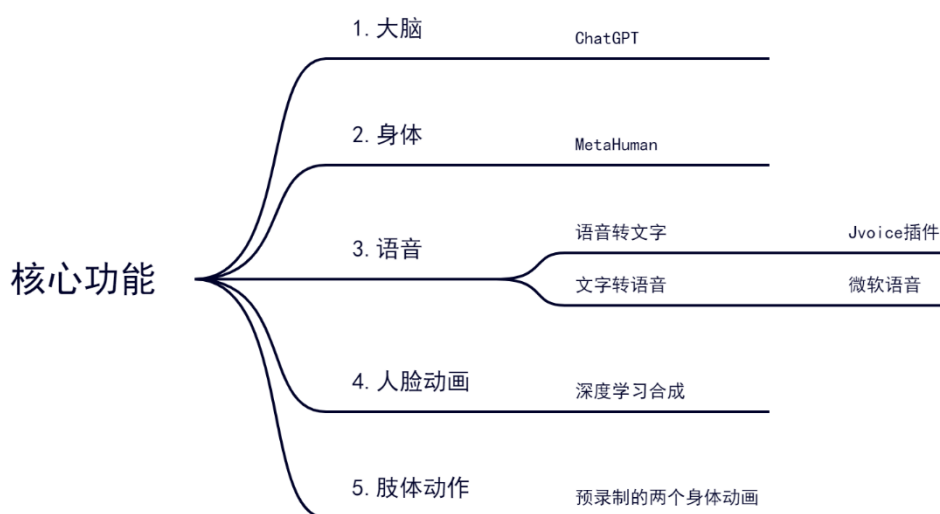 核心功能
1. 大脑
ChatGPT
2. 身体
MetaHuman
3. 语音
语音转文字
Jvoice插件
文字转语音
微软语音
4. 人脸动画
深度学习合成
5. 肢体动作
预录制的两个身体动画